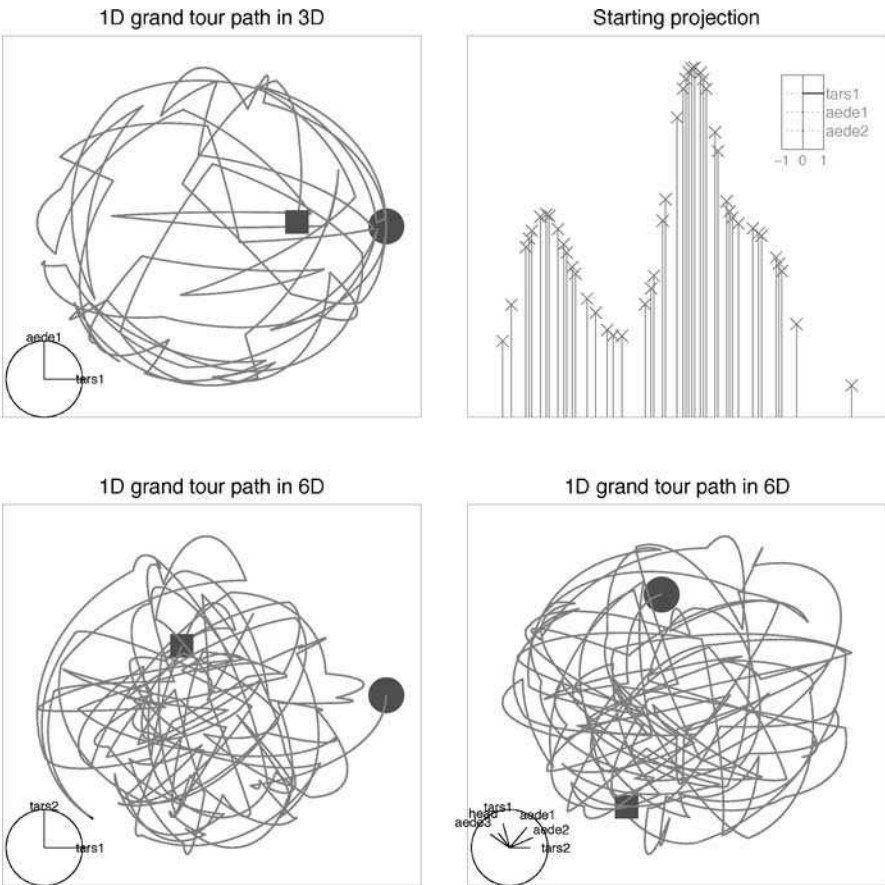 1D grand tour path in 3D
Starting projection
tars1
aede1
aede2
-1 0 1
aede1
tars1
1D grand tour path in 6D
1D grand tour path in 6D
tars2
tars1
tars1
head
aede1
aede3
aede2
tars2